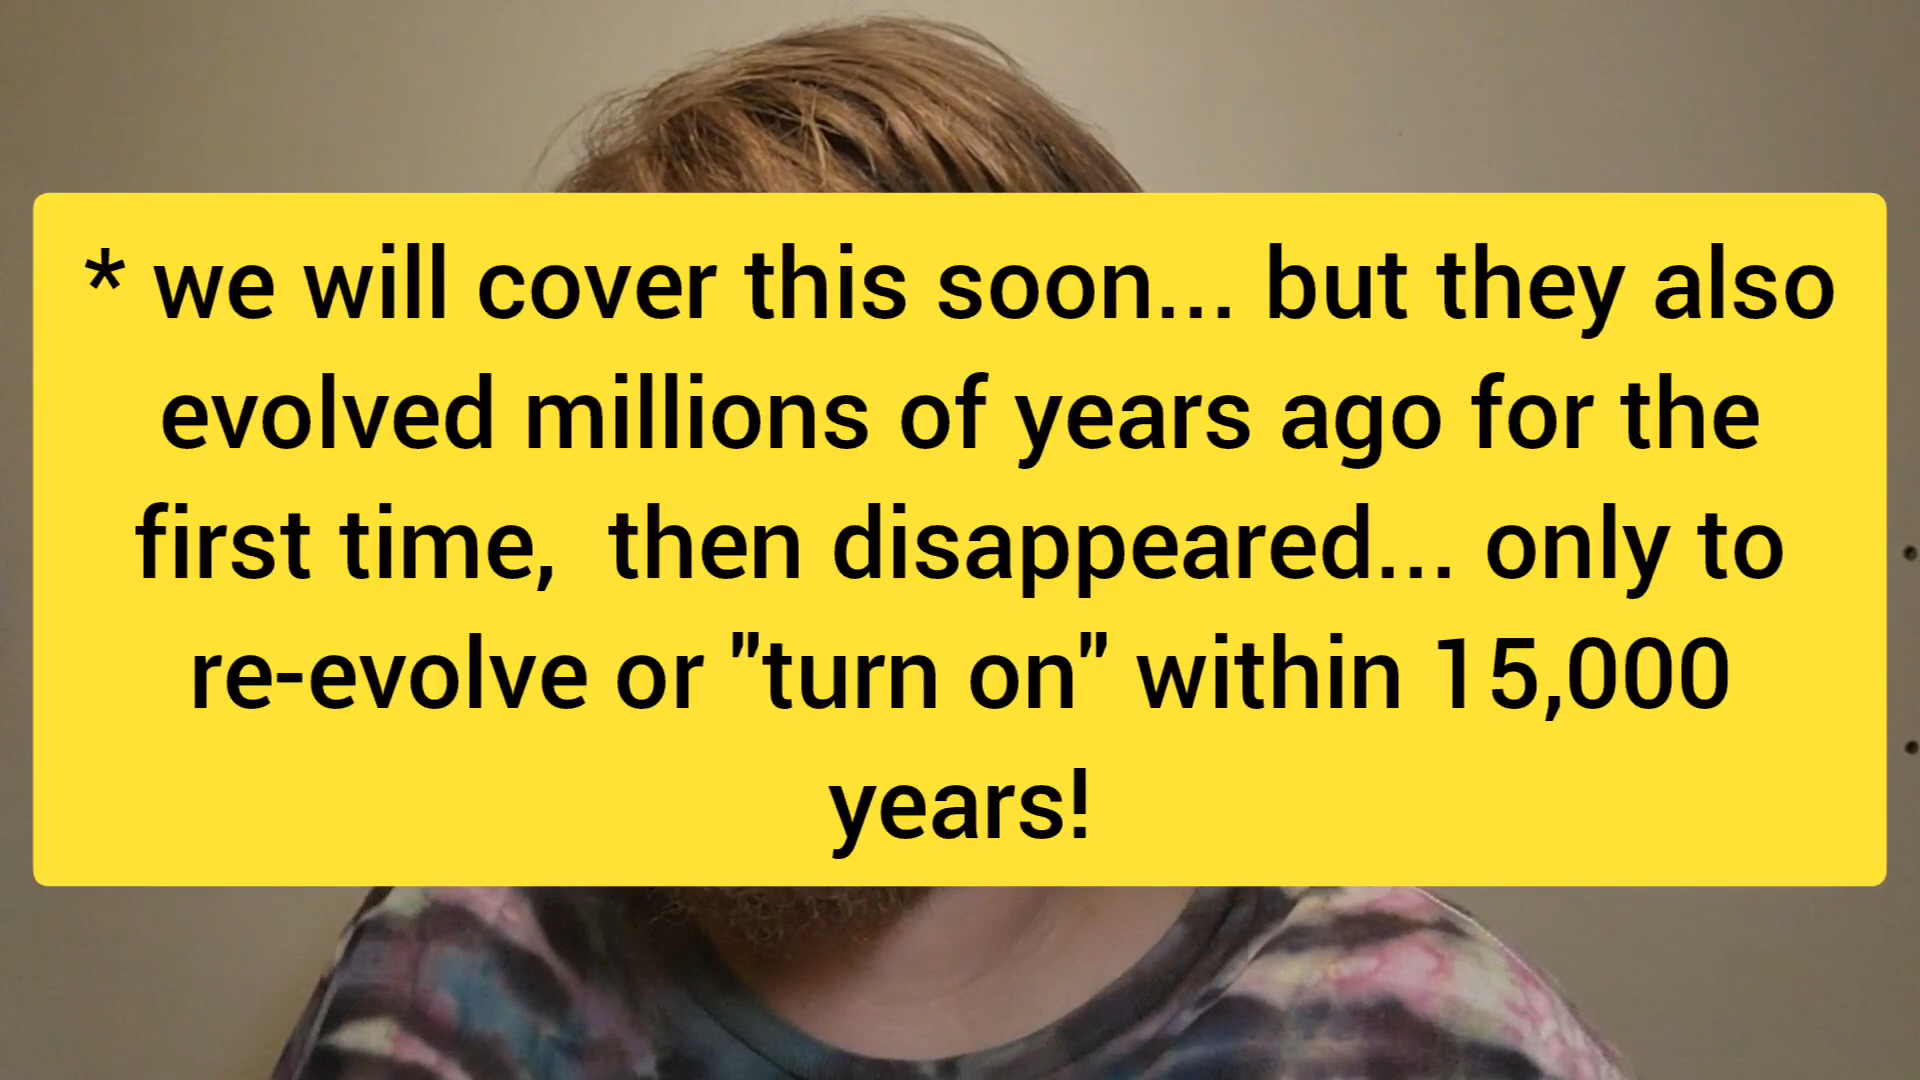 * we will cover this soon... but they also
evolved millions of years ago for the
first time,  then disappeared... only to
re-evolve or "turn on" within 15,000
years!